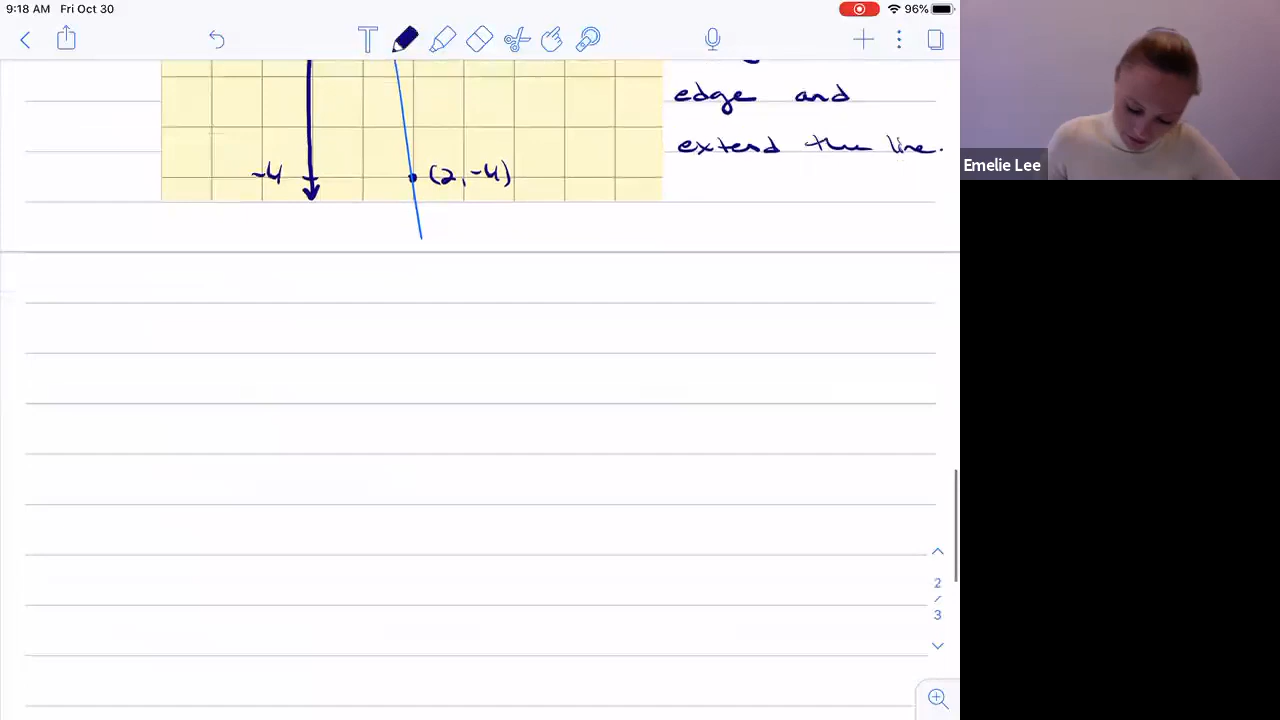 9:18 AM Fri Oct 30
96%
T
edge and
extend the line.
-4
(2,-4)
Emelie Lee
2
/
3